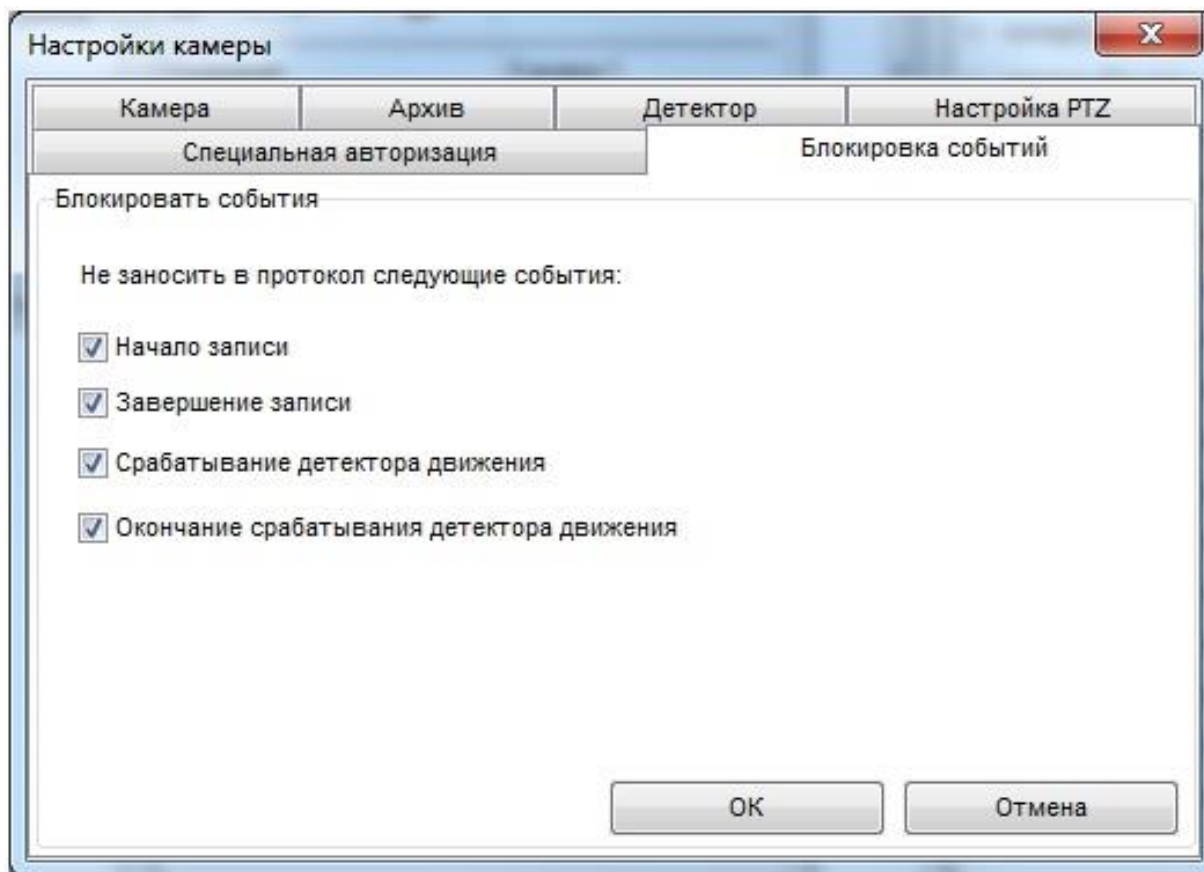 Настройки камеры
Камера Архив Детектор Настройка PTZ
Специальная авторизация Блокировка событий
Блокировать события
Не заносить в протокол следующие события:
Начало записи
Завершение записи
Срабатывание детектора движения
Окончание срабатывания детектора движения
ОК Отмена